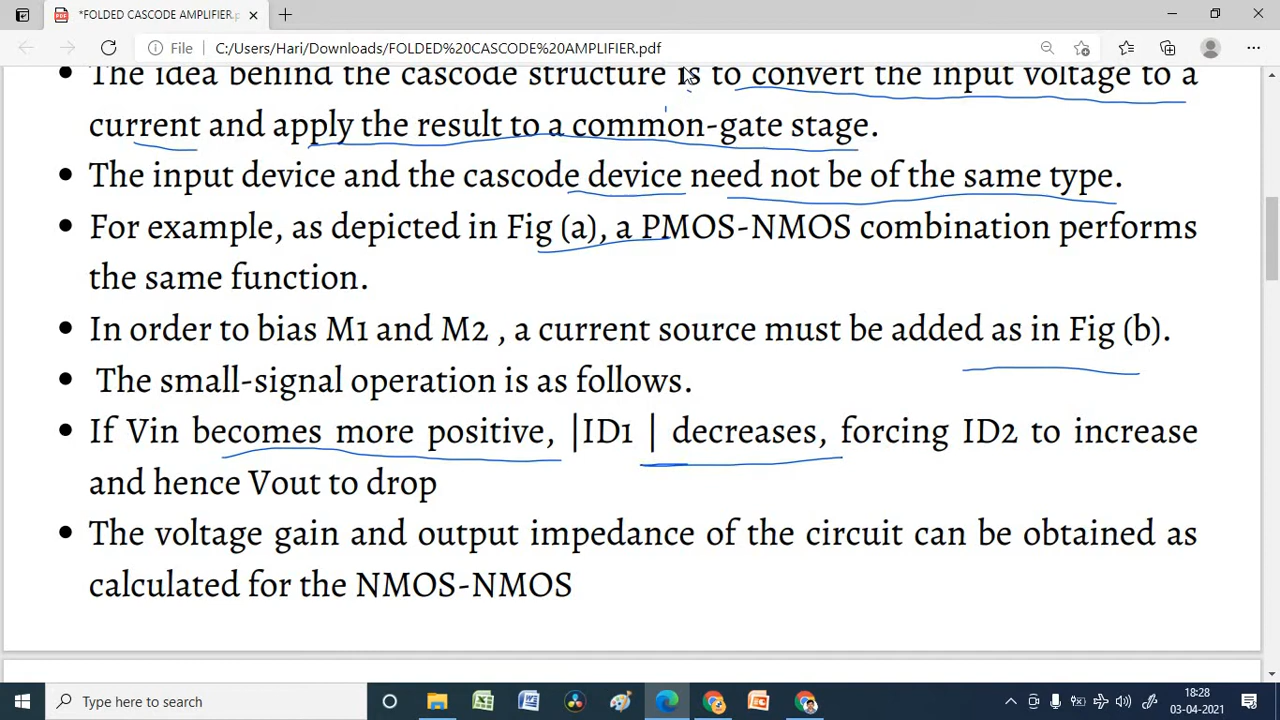 *FOLDED CASCODE AMPLIFIER.pdf
File C:/Users/Hari/Downloads/FOLDED%20CASCODE%20AMPLIFIER.pdf
• The idea behind the cascode structure is to convert the input voltage to a
current and apply the result to a common-gate stage.
• The input device and the cascode device need not be of the same type.
• For example, as depicted in Fig (a), a PMOS-NMOS combination performs
the same function.
• In order to bias M1 and M2 , a current source must be added as in Fig (b).
• The small-signal operation is as follows.
• If Vin becomes more positive, |ID1 | decreases, forcing ID2 to increase
and hence Vout to drop
• The voltage gain and output impedance of the circuit can be obtained as
calculated for the NMOS-NMOS
Type here to search
18:28
03-04-2021